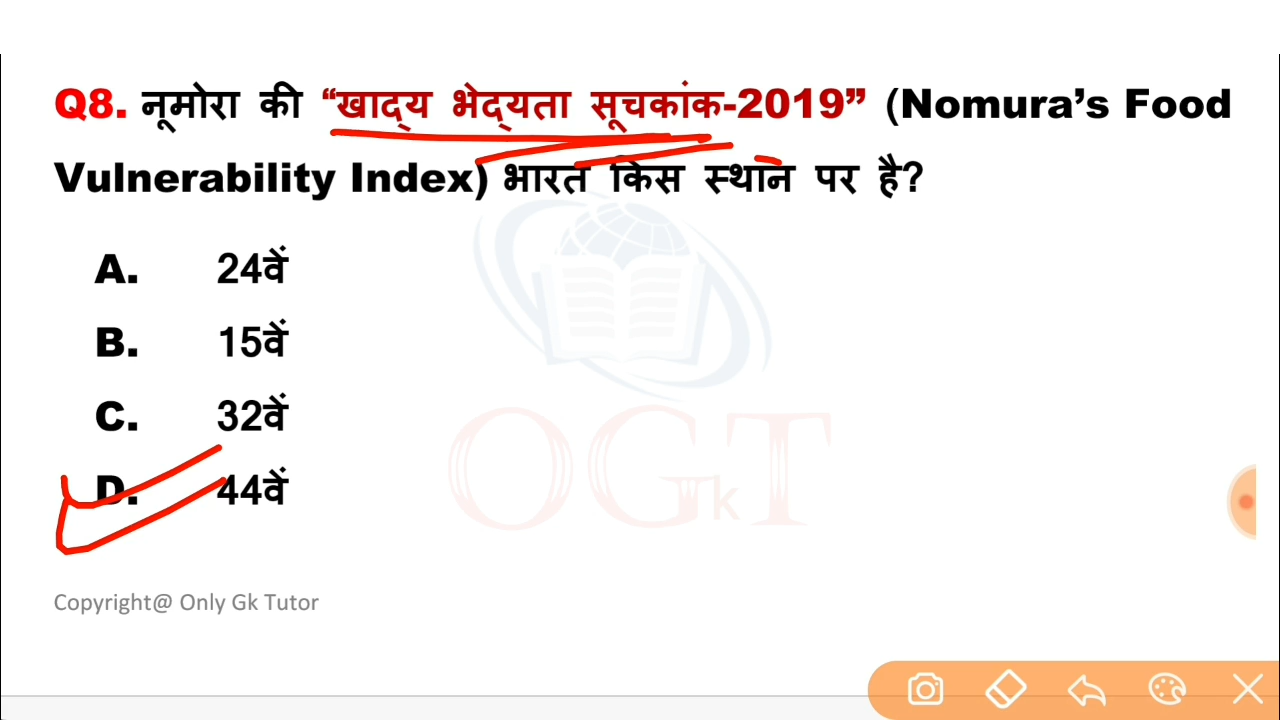 Q8. नूमोरा की “खाद्य भेद्यता सूचकांक-2019” (Nomura’s Food
Vulnerability Index) भारत किस स्थान पर है?
A. 24वें
B. 15वें
C. 32वें
D. 44वें
OGkT
Copyright@ Only Gk Tutor